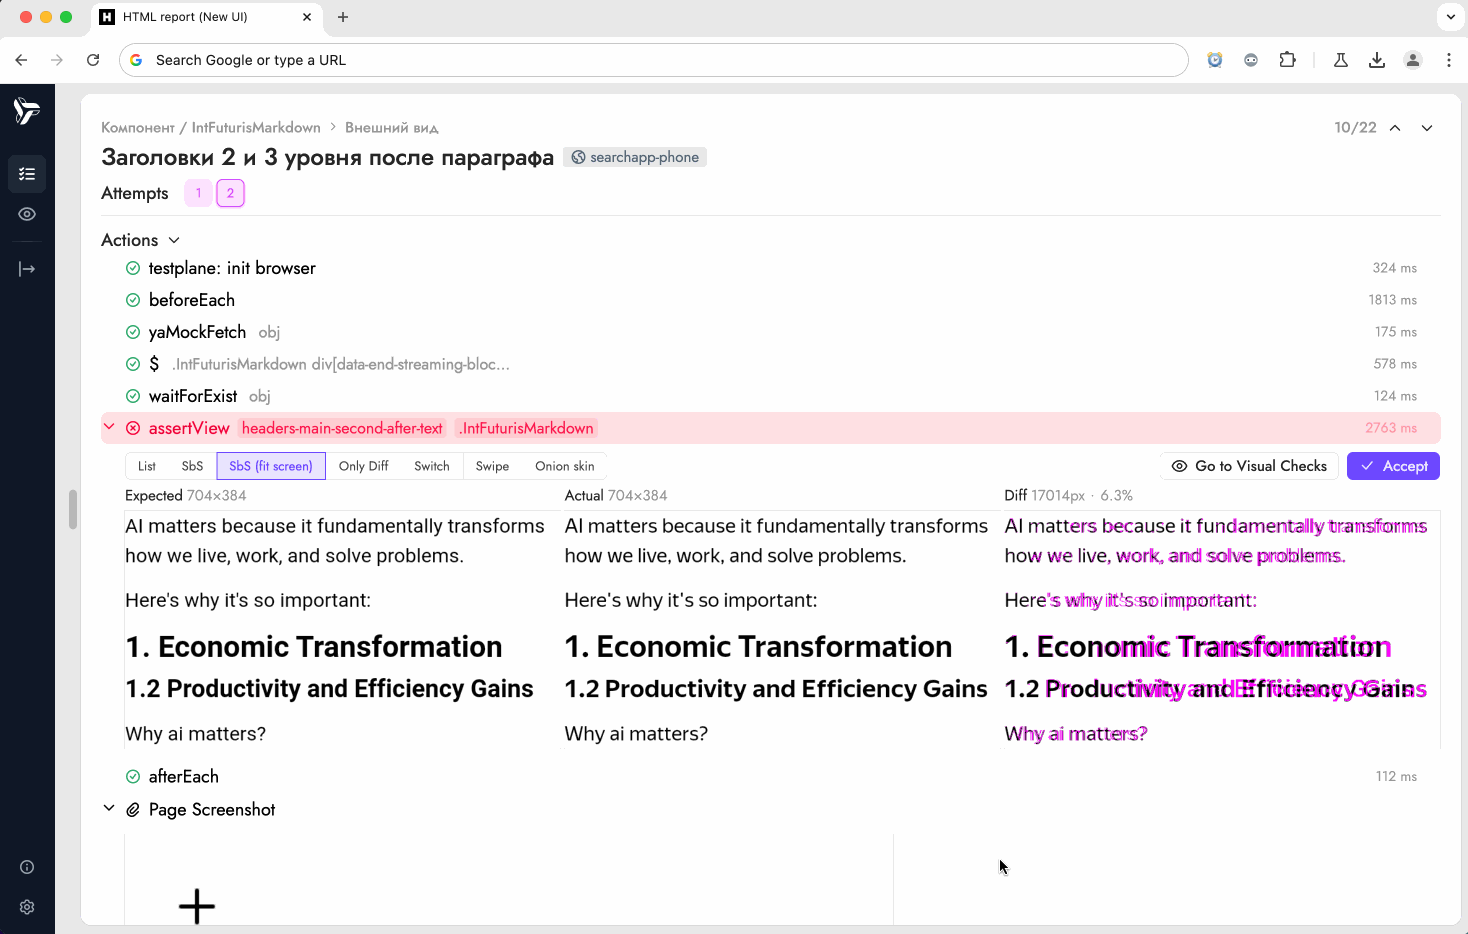 HTML report (New UI)
Search Google or type a URL
Компонент / IntFuturisMarkdown > Внешний вид
10/22
Заголовки 2 и 3 уровня после параграфа searchapp-phone
Attempts 1 2
Actions
testplane: init browser 324 ms
beforeEach 1813 ms
yaMockFetch obj 175 ms
$ .IntFuturisMarkdown div[data-end-streaming-bloc... 578 ms
waitForExist obj 124 ms
assertView headers-main-second-after-text .IntFuturisMarkdown 2763 ms
List SbS SbS (fit screen) Only Diff Switch Swipe Onion skin Go to Visual Checks Accept
Expected 704×384
AI matters because it fundamentally transforms
how we live, work, and solve problems.
Here's why it's so important:
1. Economic Transformation
1.2 Productivity and Efficiency Gains
Why ai matters?
Actual 704×384
AI matters because it fundamentally transforms
how we live, work, and solve problems.
Here's why it's so important:
1. Economic Transformation
1.2 Productivity and Efficiency Gains
Why ai matters?
Diff 17014px · 6.3%
AI matters because it fundamentally transforms
how we live, work, and solve problems.
Here's why it's so important:
1. Economic Transformation
1.2 Productivity and Efficiency Gains
Why ai matters?
afterEach 112 ms
Page Screenshot